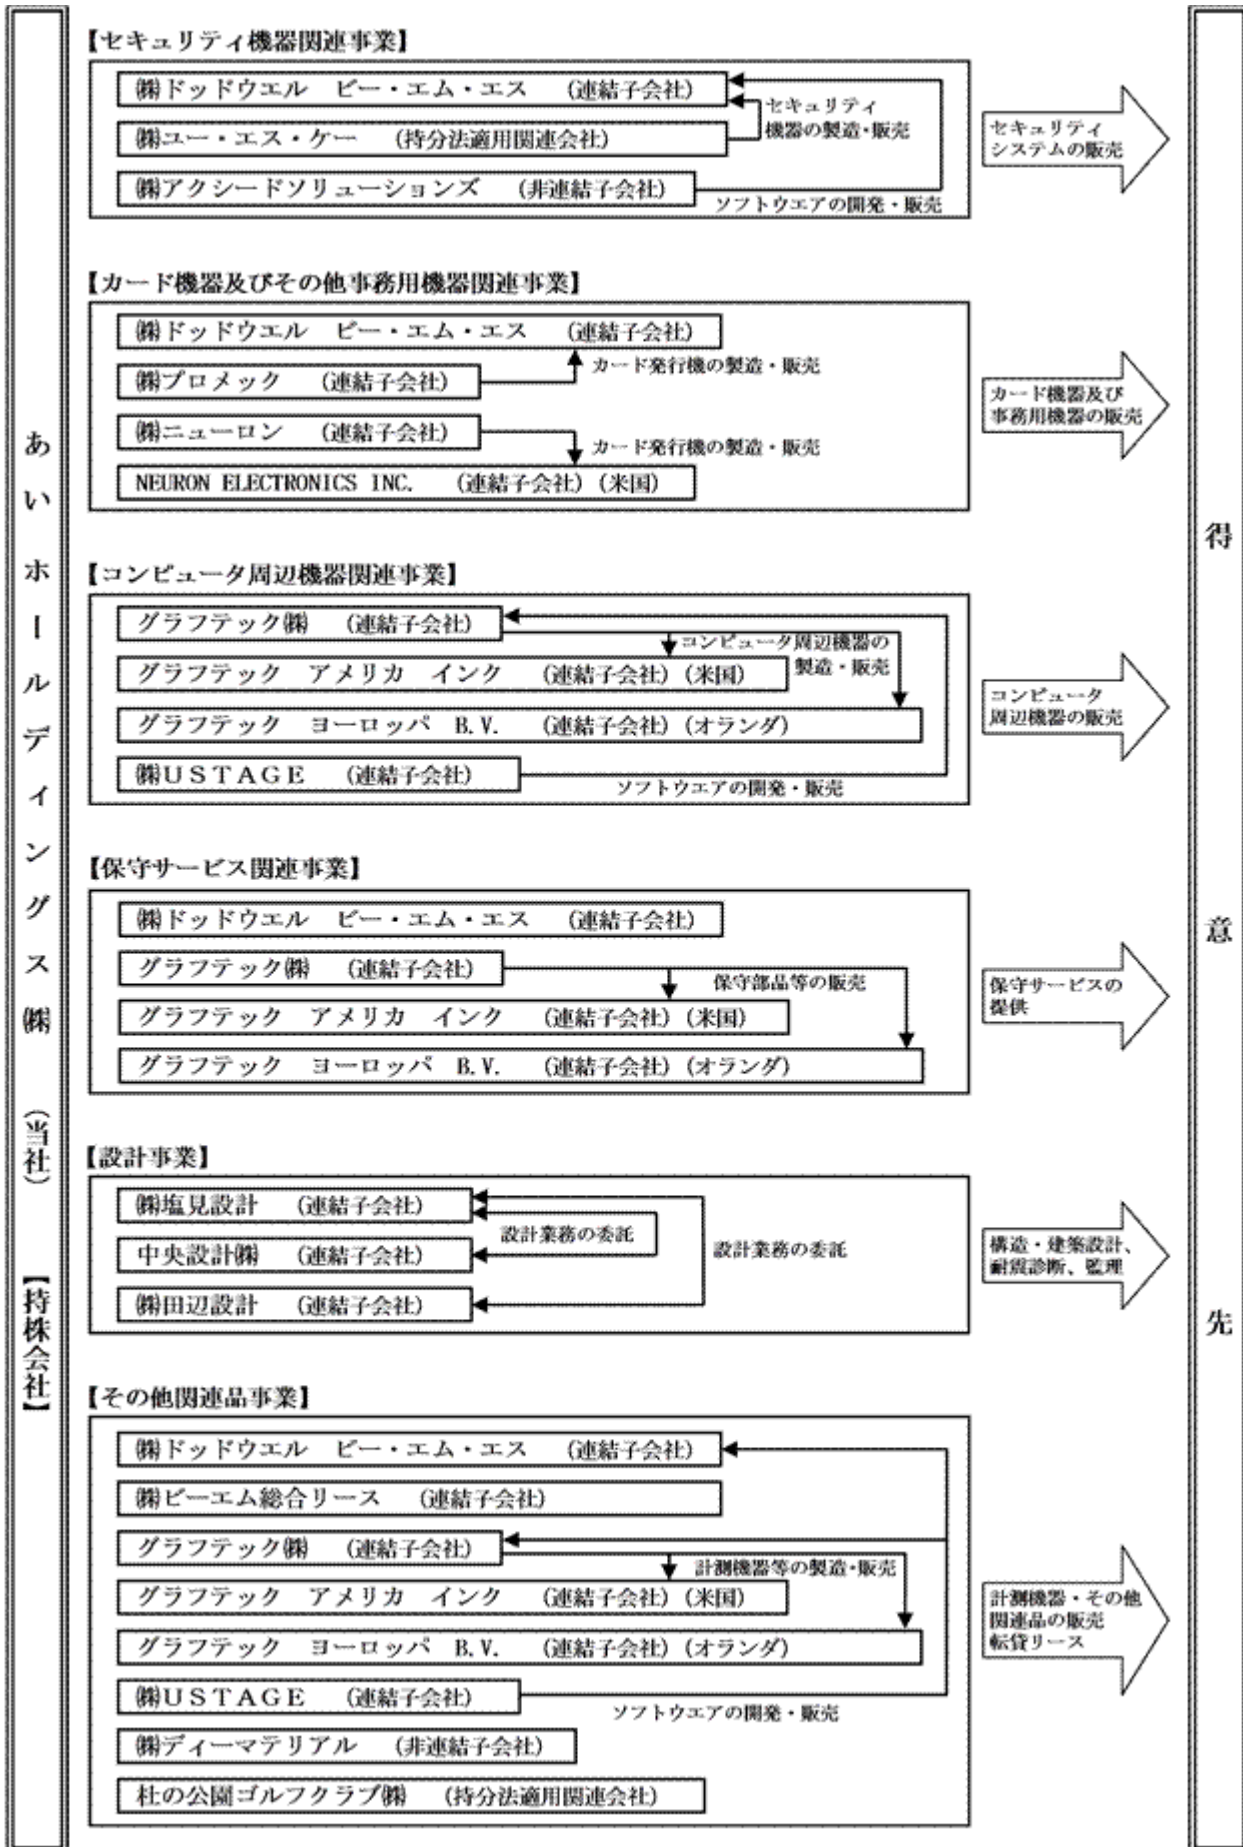 あいホールディングス㈱　（当社）　【持株会社】
【セキュリティ機器関連事業】
㈱ドッドウエル　ビー・エム・エス　（連結子会社）
セキュリティ
機器の製造・販売
㈱ユー・エス・ケー　（持分法適用関連会社）
㈱アクシードソリューションズ　（非連結子会社）
ソフトウエアの開発・販売
セキュリティ
システムの販売
【カード機器及びその他事務用機器関連事業】
㈱ドッドウエル　ビー・エム・エス　（連結子会社）
カード発行機の製造・販売
㈱プロメック　（連結子会社）
㈱ニューロン　（連結子会社）
カード発行機の製造・販売
NEURON ELECTRONICS INC.　（連結子会社）（米国）
カード機器及び
事務用機器の販売
【コンピュータ周辺機器関連事業】
グラフテック㈱　（連結子会社）
コンピュータ周辺機器の
製造・販売
グラフテック　アメリカ　インク　（連結子会社）（米国）
グラフテック　ヨーロッパ　B.V.　（連結子会社）（オランダ）
㈱ＵＳＴＡＧＥ　（連結子会社）
ソフトウエアの開発・販売
コンピュータ
周辺機器の販売
【保守サービス関連事業】
㈱ドッドウエル　ビー・エム・エス　（連結子会社）
グラフテック㈱　（連結子会社）
保守部品等の販売
グラフテック　アメリカ　インク　（連結子会社）（米国）
グラフテック　ヨーロッパ　B.V.　（連結子会社）（オランダ）
保守サービスの
提供
【設計事業】
㈱塩見設計　（連結子会社）
設計業務の委託
設計業務の委託
中央設計㈱　（連結子会社）
㈱田辺設計　（連結子会社）
構造・建築設計、
耐震診断、監理
【その他関連品事業】
㈱ドッドウエル　ビー・エム・エス　（連結子会社）
㈱ビーエム総合リース　（連結子会社）
グラフテック㈱　（連結子会社）
計測機器等の製造・販売
グラフテック　アメリカ　インク　（連結子会社）（米国）
グラフテック　ヨーロッパ　B.V.　（連結子会社）（オランダ）
㈱ＵＳＴＡＧＥ　（連結子会社）
ソフトウエアの開発・販売
㈱ディーマテリアル　（非連結子会社）
杜の公園ゴルフクラブ㈱　（持分法適用関連会社）
計測機器・その他
関連品の販売
転貸リース
得意先